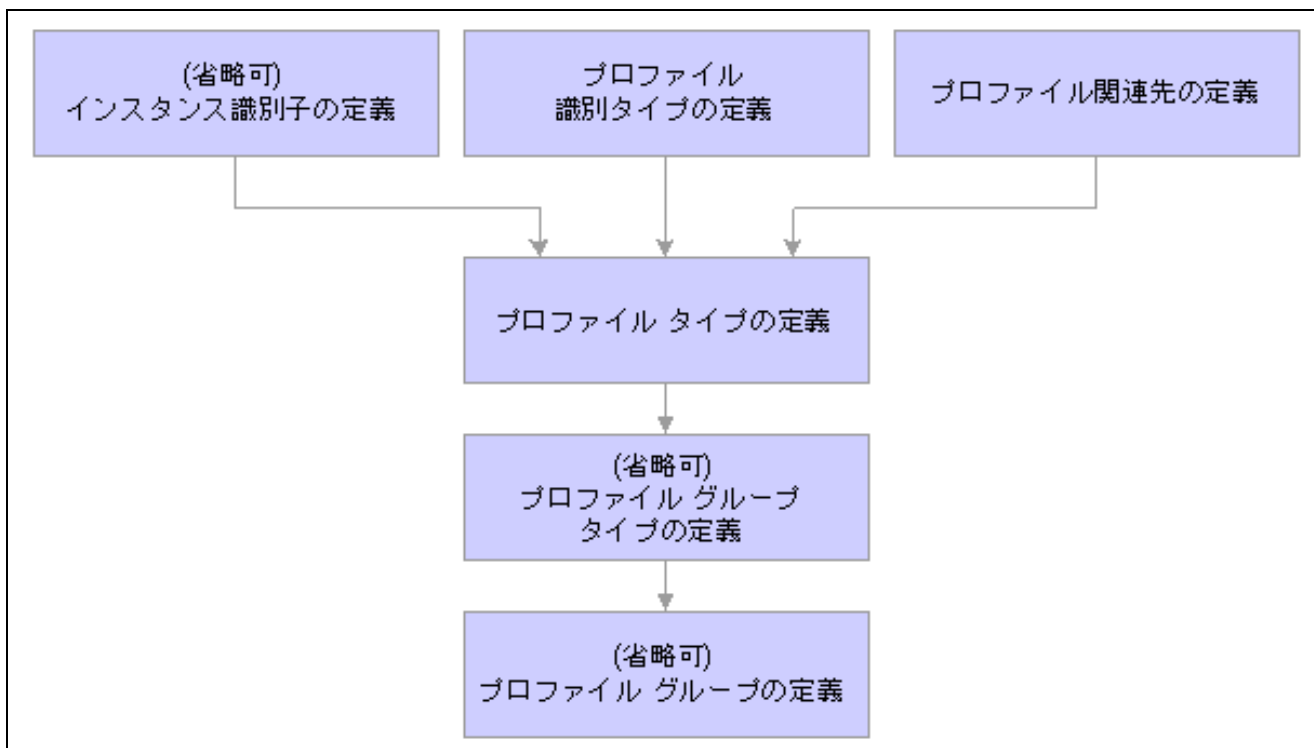 (省略可)
インスタンス識別子の定義
プロファイル
識別タイプの定義
プロファイル関連先の定義
プロファイル タイプの定義
(省略可)
プロファイル グループ
タイプの定義
(省略可)
プロファイル グループの定義